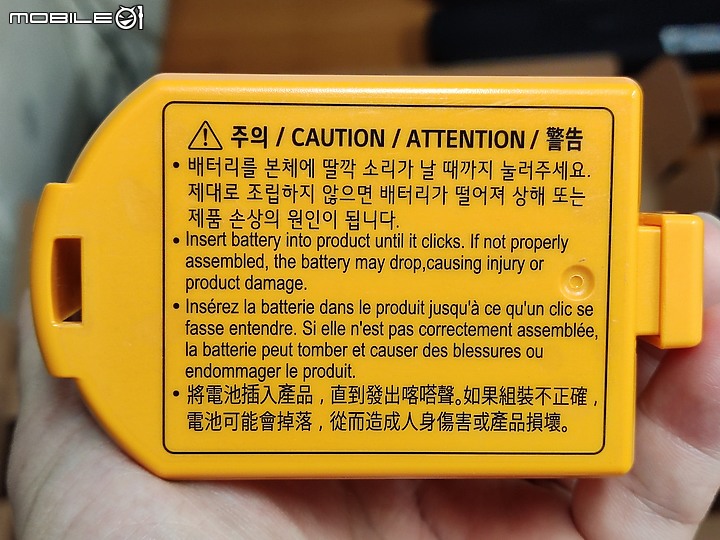 MOBILE01
⚠ 주의 / CAUTION / ATTENTION / 警告
• 배터리를 본체에 딸깍 소리가 날 때까지 눌러주세요.
제대로 조립하지 않으면 배터리가 떨어져 상해 또는
제품 손상의 원인이 됩니다.
• Insert battery into product until it clicks. If not properly
assembled, the battery may drop,causing injury or
product damage.
• Insérez la batterie dans le produit jusqu'à ce qu'un clic se
fasse entendre. Si elle n'est pas correctement assemblée,
la batterie peut tomber et causer des blessures ou
endommager le produit.
• 將電池插入產品，直到發出喀嗒聲。如果組裝不正確，
電池可能會掉落，從而造成人身傷害或產品損壞。